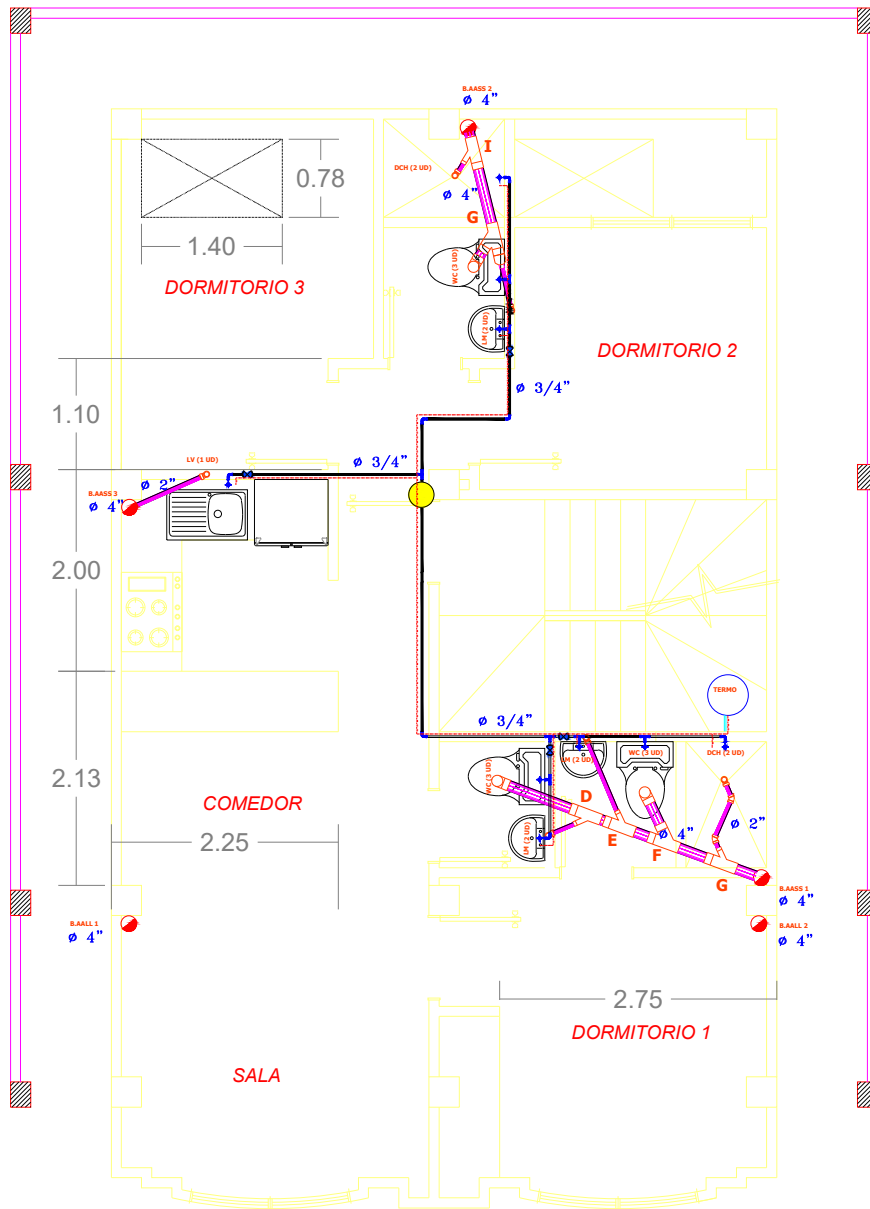 B.AASS 2
ø 4"
I
DCH (2 UD)
0.78
ø 4"
G
1.40
WC (3 UD)
DORMITORIO 3
LM (2 UD)
DORMITORIO 2
ø 3/4"
1.10
LV (1 UD)
ø 3/4"
ø 2"
B.AASS 3
ø 4"
2.00
TERMO
ø 3/4"
WC (3 UD)
LM (2 UD)
WC (3 UD)
DCH (2 UD)
2.13
COMEDOR
D
ø 2"
LM (2 UD)
E
F
ø 4"
2.25
G
B.AASS 1
ø 4"
B.AALL 1
ø 4"
B.AALL 2
ø 4"
2.75
DORMITORIO 1
SALA